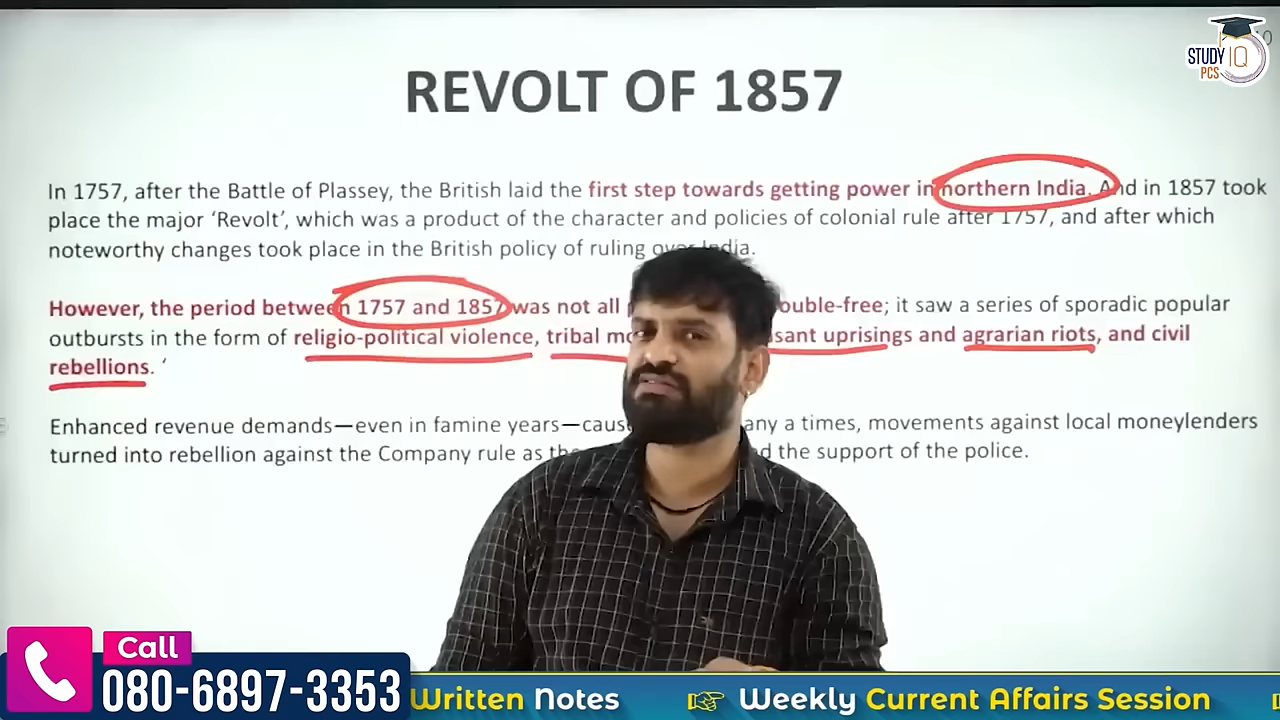 STUDY IQ
PCS
REVOLT OF 1857
In 1757, after the Battle of Plassey, the British laid the first step towards getting power in northern India. And in 1857 took
place the major ‘Revolt’, which was a product of the character and policies of colonial rule after 1757, and after which
noteworthy changes took place in the British policy of ruling over India.
However, the period between 1757 and 1857 was not all
ouble-free; it saw a series of sporadic popular
outbursts in the form of religio-political violence, tribal
sant uprisings and agrarian riots, and civil
rebellions. ‘
Enhanced revenue demands—even in famine years—caus
any a times, movements against local moneylenders
turned into rebellion against the Company rule as the
d the support of the police.
Call
080-6897-3353
Written Notes
Weekly Current Affairs Session